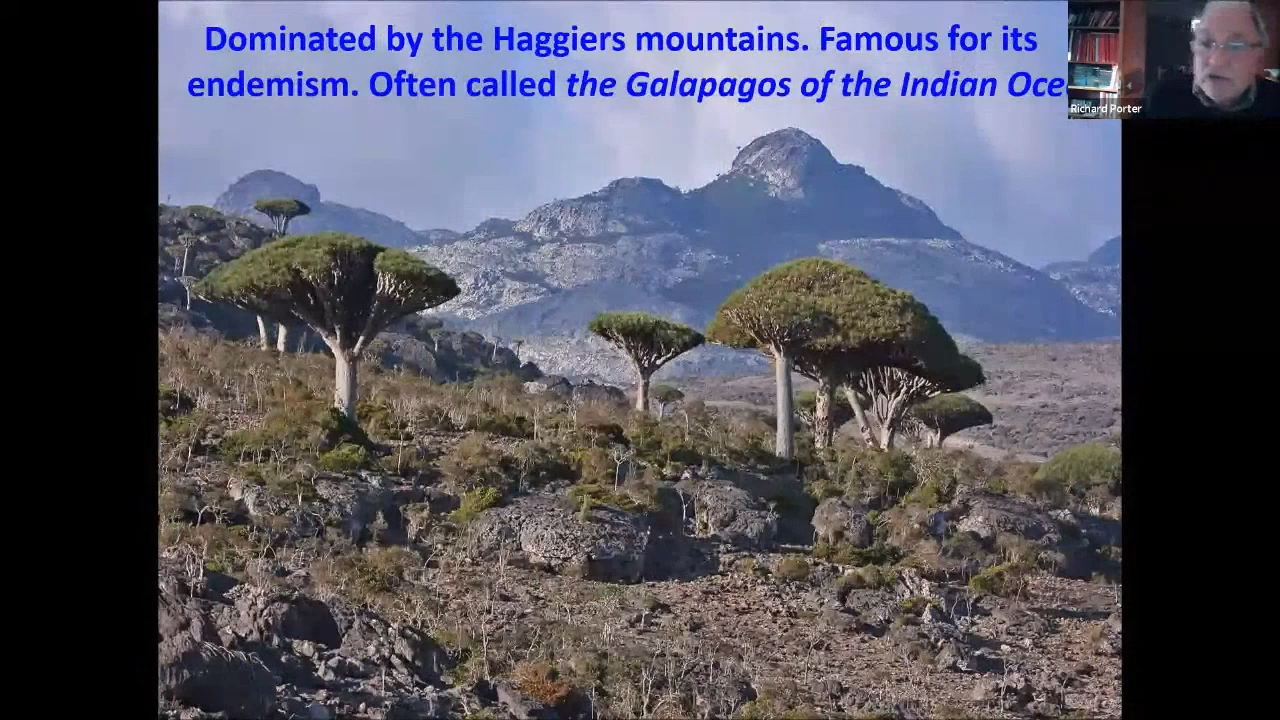 Dominated by the Haggiers mountains. Famous for its
endemism. Often called the Galapagos of the Indian Oce
Richard Porter